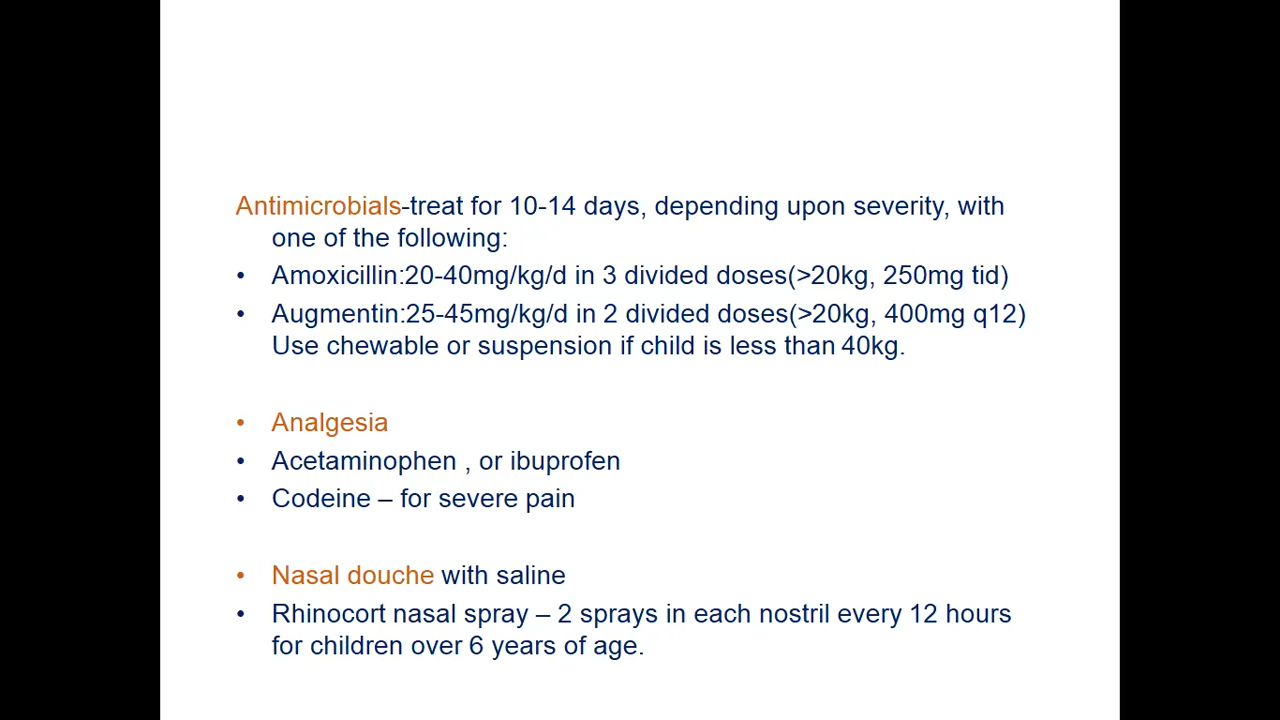 Antimicrobials-treat for 10-14 days, depending upon severity, with
one of the following:
• Amoxicillin:20-40mg/kg/d in 3 divided doses(>20kg, 250mg tid)
• Augmentin:25-45mg/kg/d in 2 divided doses(>20kg, 400mg q12)
Use chewable or suspension if child is less than 40kg.
• Analgesia
• Acetaminophen , or ibuprofen
• Codeine – for severe pain
• Nasal douche with saline
• Rhinocort nasal spray – 2 sprays in each nostril every 12 hours
for children over 6 years of age.